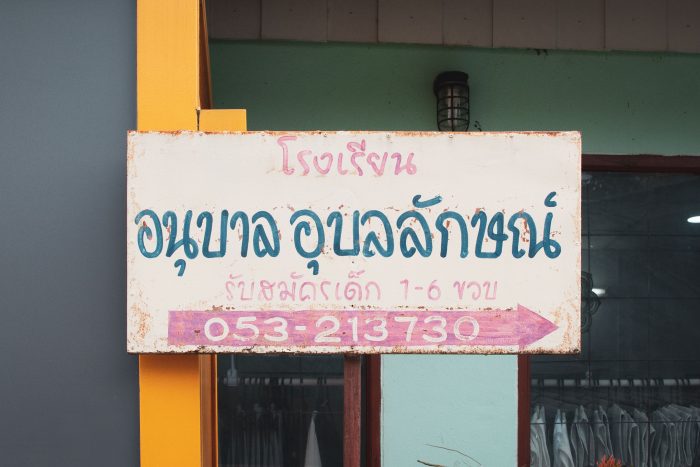 โรงเรียน
อนุบาล อุบลลักษณ์
รับสมัครเด็ก 1-6 ขวบ
053-213730